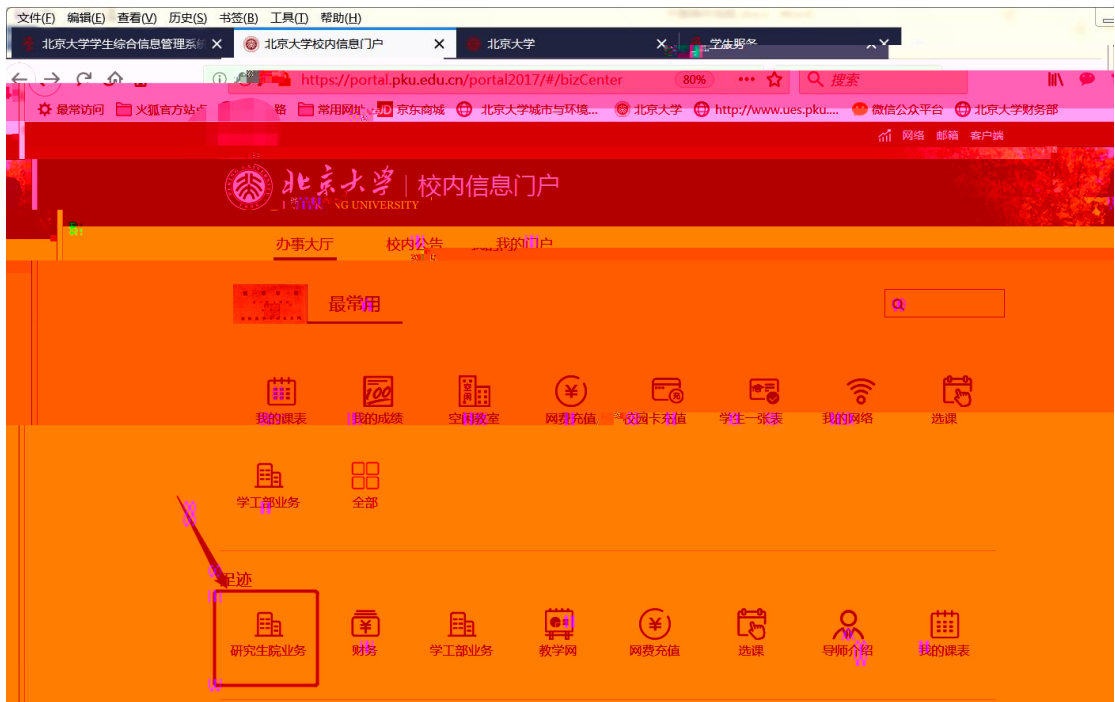 文件(F) 编辑(E) 查看(V) 历史(S) 书签(B) 工具(T) 帮助(H)
北京大学学生综合信息管理系统 × 北京大学校内信息门户 × 北京大学 ×
https://portal.pku.edu.cn/portal2017/#/bizCenter 80% 搜索
最常访问 火狐官方站点 常用网址 JD 京东商城 北京大学城市与环境... 北京大学 http://www.ues.pku.... 微信公众平台 北京大学财务部
网络 邮箱 客户端
北京大学 校内信息门户
UNIVERSITY
办事大厅 校内公告 我的门户
最常用
我的课表 我的成绩 空闲教室 网费充值 校园卡充值 学生一张表 我的网络 选课
学工部业务 全部
足迹
研究生院业务 财务 学工部业务 教学网 网费充值 选课 导师介绍 我的课表